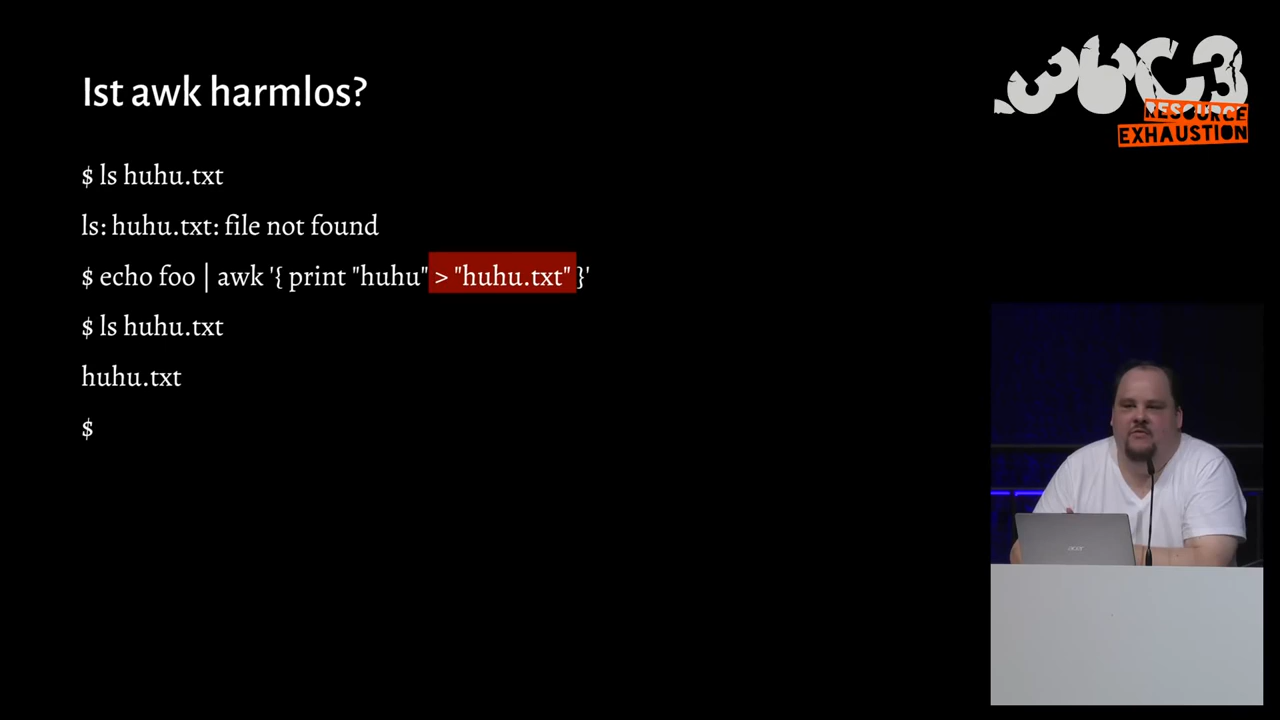 Ist awk harmlos?
$ ls huhu.txt
ls: huhu.txt: file not found
$ echo foo | awk '{ print "huhu" > "huhu.txt" }'
$ ls huhu.txt
huhu.txt
$
36C3
RESOURCE
EXHAUSTION
acer